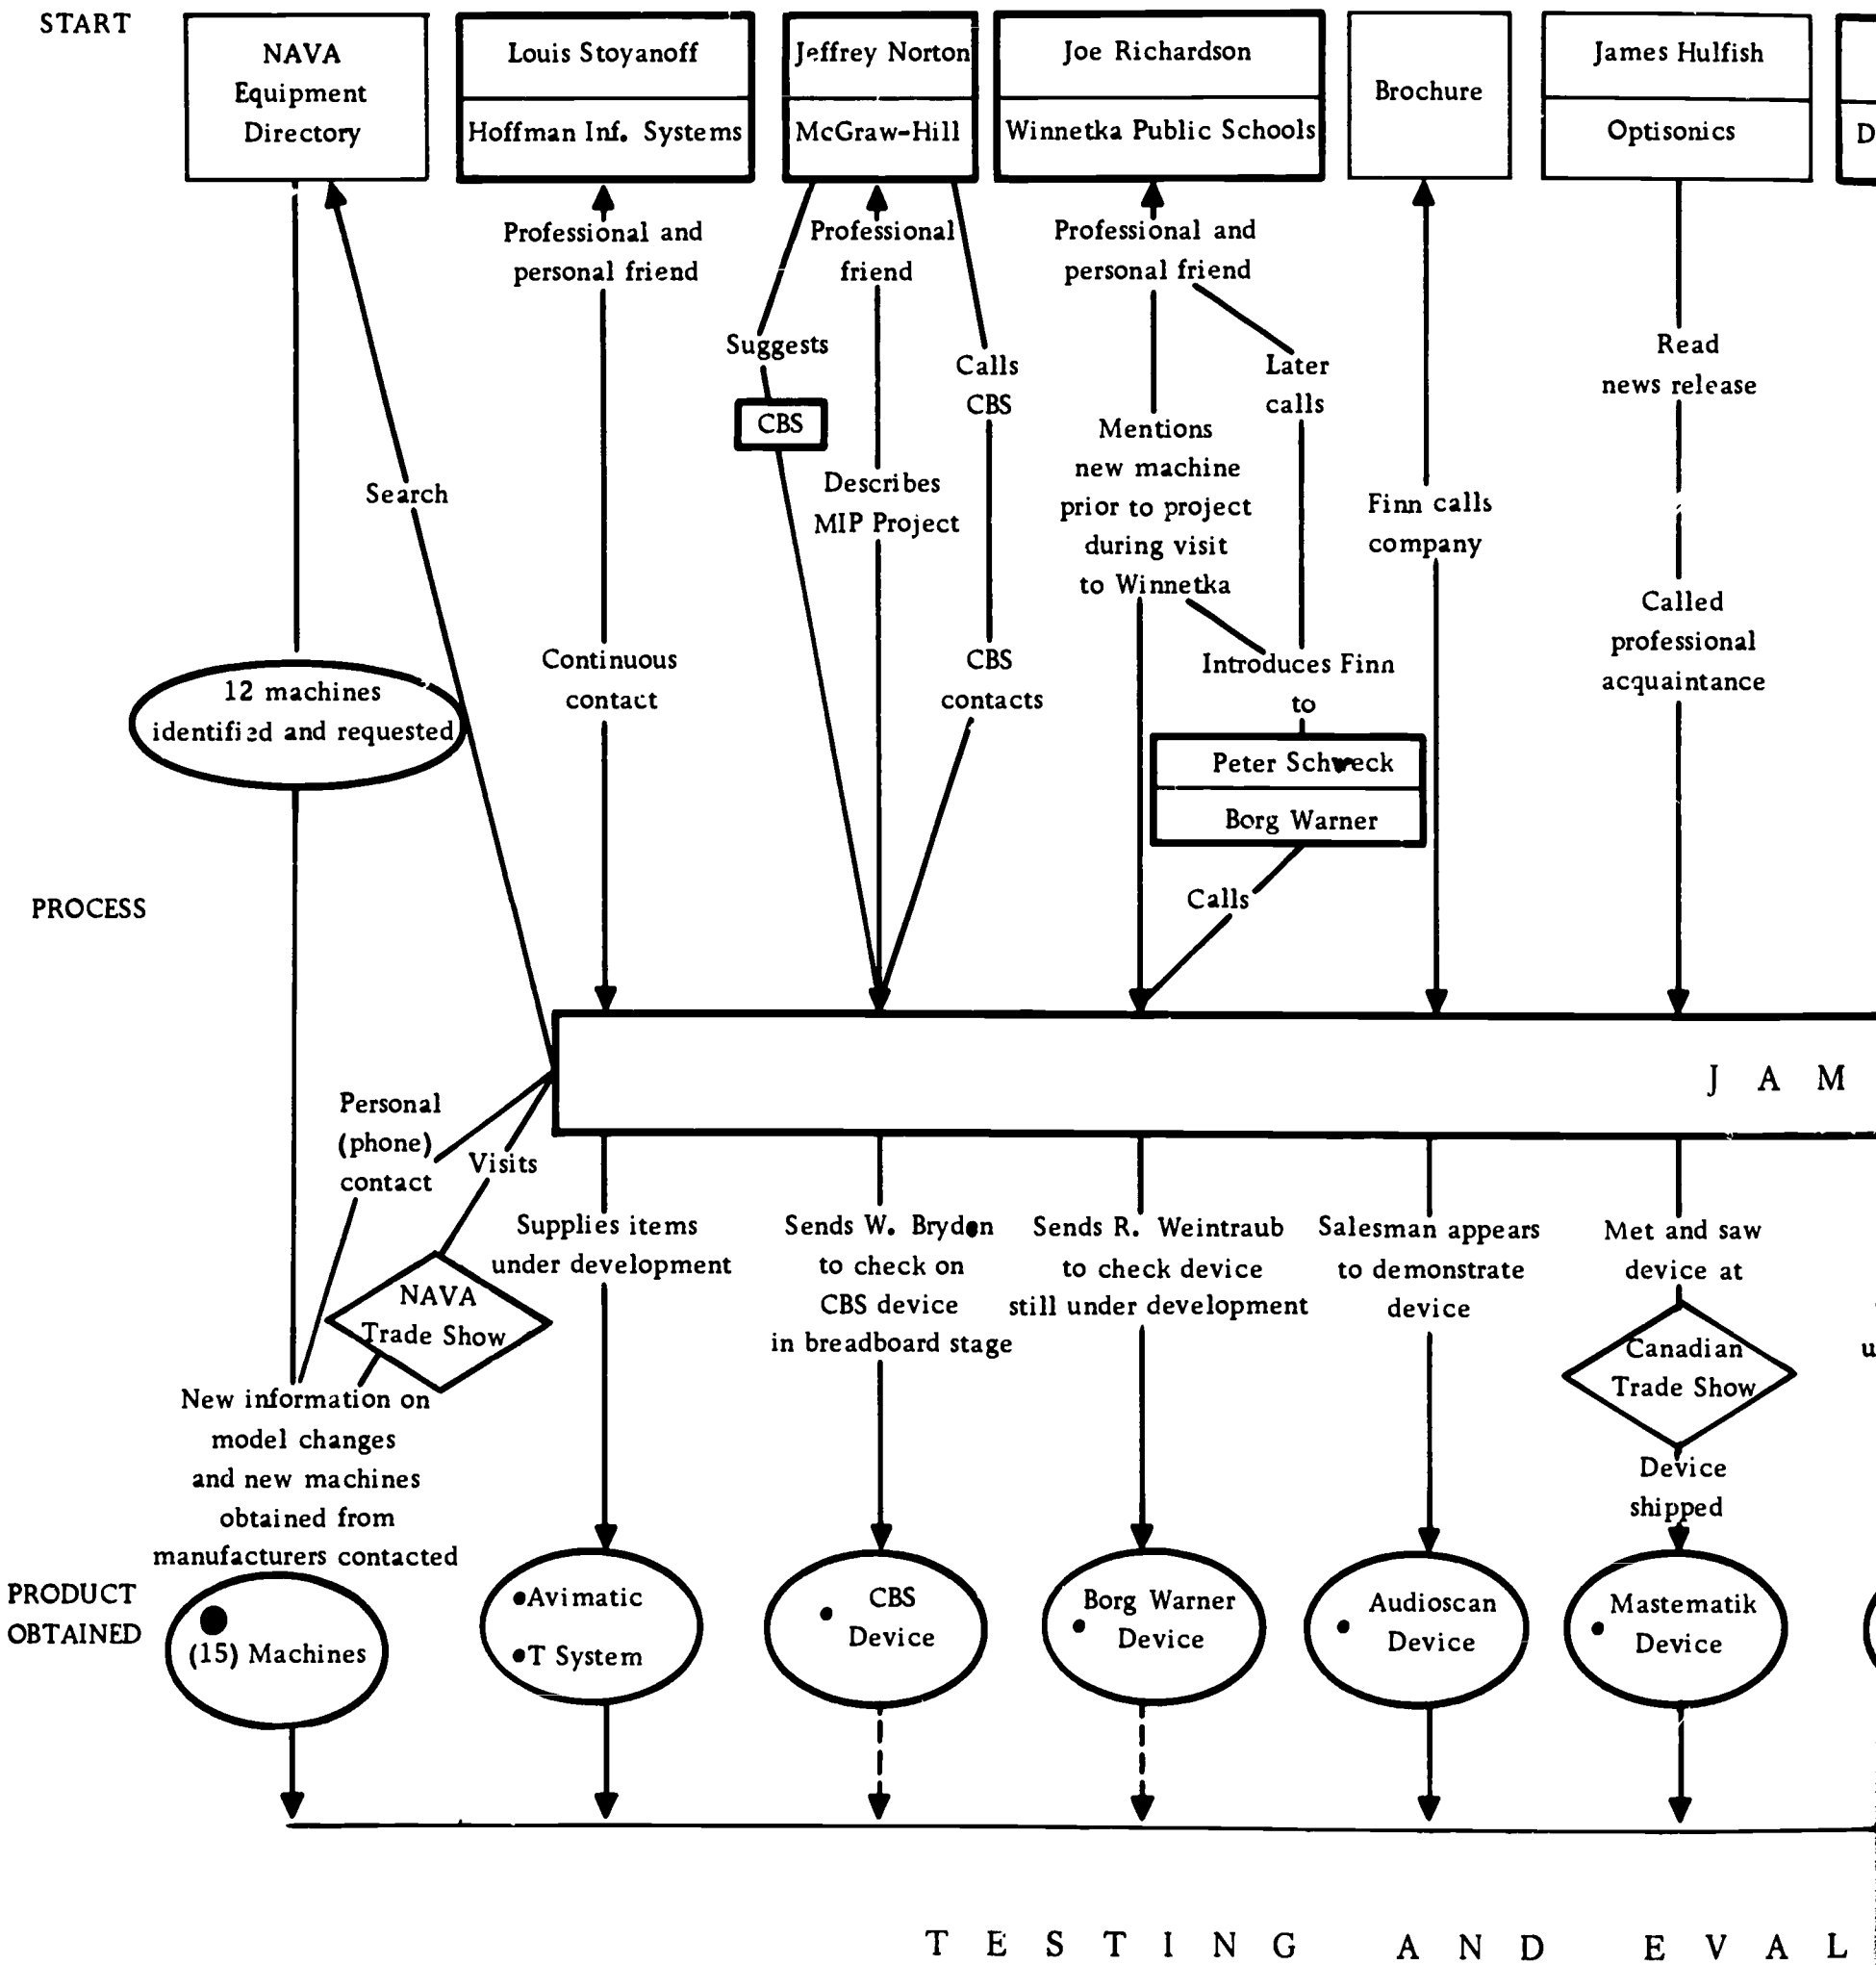 START
NAVA
Equipment
Directory
Louis Stoyanoff
Hoffman Inf. Systems
Jeffrey Norton
McGraw-Hill
Joe Richardson
Winnetka Public Schools
Brochure
James Hulfish
Optisonics
D
Professional and
personal friend
Professional
friend
Professional and
personal friend
Suggests
CBS
Calls
CBS
Later
calls
Read
news release
Search
Describes
MIP Project
Mentions
new machine
prior to project
during visit
to Winnetka
Finn calls
company
Called
professional
acquaintance
12 machines
identified and requested
Continuous
contact
CBS
contacts
Introduces Finn
to
Peter Schweck
Borg Warner
Calls
PROCESS
J A M
Personal
(phone)
contact
Visits
NAVA
Trade Show
Supplies items
under development
Sends W. Bryden
to check on
CBS device
in breadboard stage
Sends R. Weintraub
to check device
still under development
Salesman appears
to demonstrate
device
Met and saw
device at
Canadian
Trade Show
Device
shipped
u
New information on
model changes
and new machines
obtained from
manufacturers contacted
PRODUCT
OBTAINED
(15) Machines
•Avimatic
•T System
CBS
Device
Borg Warner
Device
Audioscan
Device
Mastematik
Device
T E S T I N G A N D E V A L